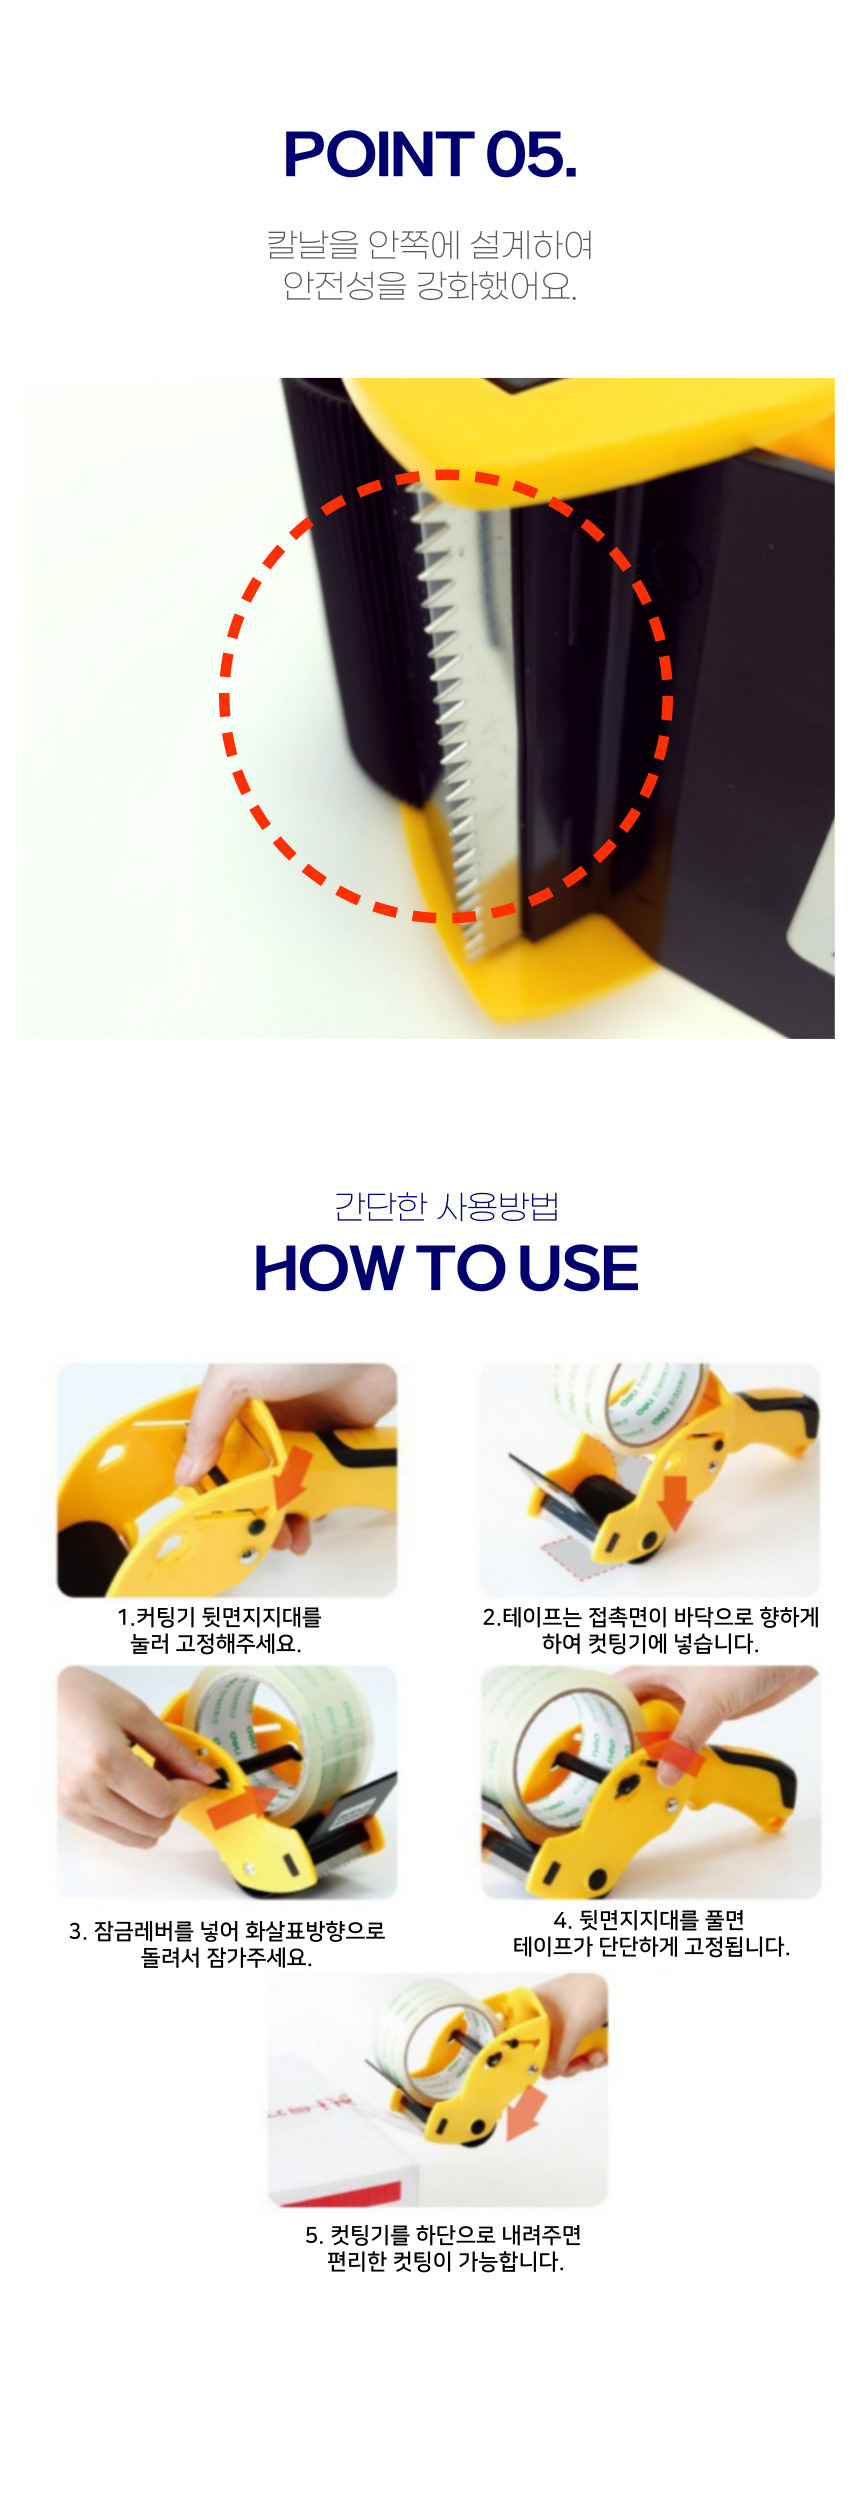 POINT 05.
칼날을 안쪽에 설계하여
안전성을 강화했어요.
간단한 사용방법
HOW TO USE
1.커팅기 뒷면지지대를
눌러 고정해주세요.
2.테이프는 접촉면이 바닥으로 향하게
하여 컷팅기에 넣습니다.
3. 잠금레버를 넣어 화살표방향으로
돌려서 잠가주세요.
4. 뒷면지지대를 풀면
테이프가 단단하게 고정됩니다.
5. 컷팅기를 하단으로 내려주면
편리한 컷팅이 가능합니다.